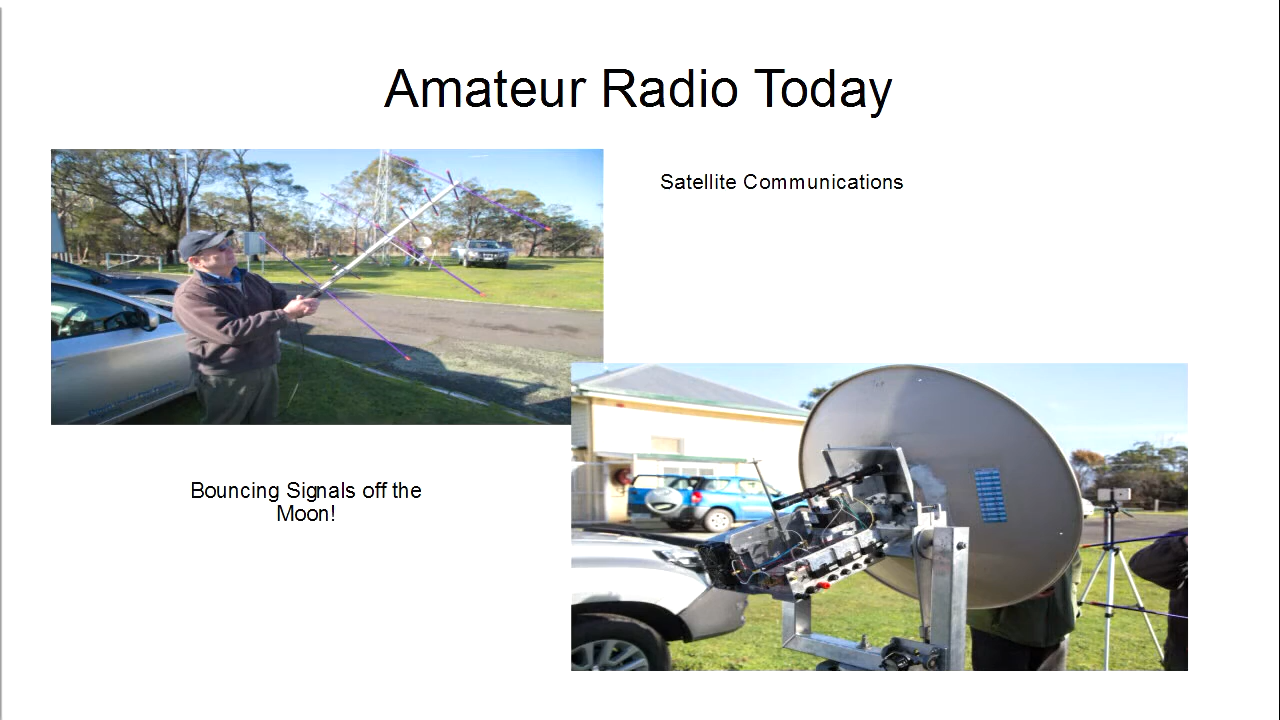 Amateur Radio Today
Satellite Communications
Bouncing Signals off the
Moon!